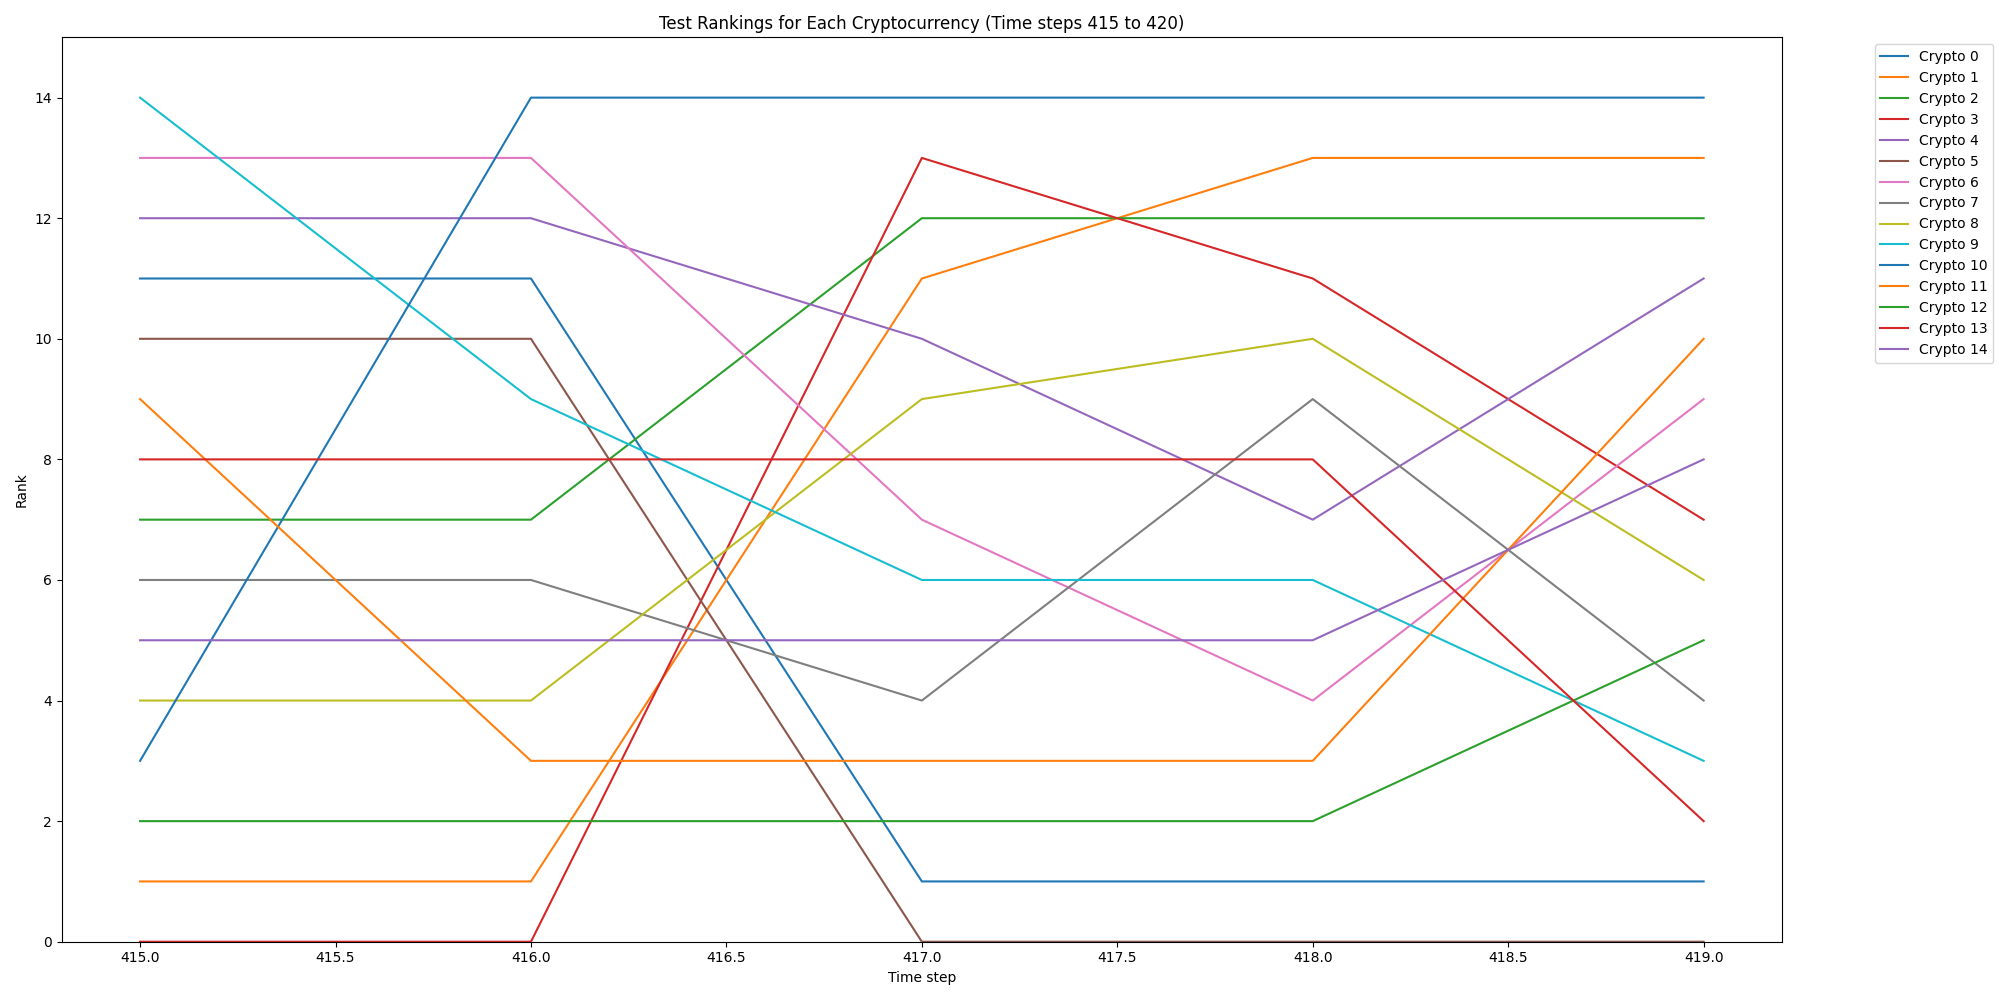 Test Rankings for Each Cryptocurrency (Time steps 415 to 420)
14
12
10
8
6
4
2
0
Rank
415.0 415.5 416.0 416.5 417.0 417.5 418.0 418.5 419.0
Time step
Crypto 0
Crypto 1
Crypto 2
Crypto 3
Crypto 4
Crypto 5
Crypto 6
Crypto 7
Crypto 8
Crypto 9
Crypto 10
Crypto 11
Crypto 12
Crypto 13
Crypto 14